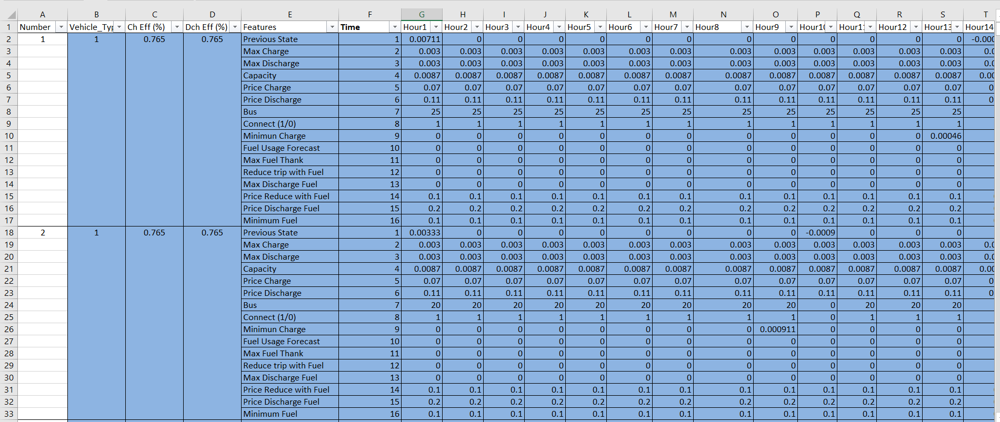 A B C D E F G H I J K L M N O P Q R S T
1 Number Vehicle_Typ Ch Eff (%) Dch Eff (%) Features Time Hour1 Hour2 Hour3 Hour4 Hour5 Hour6 Hour7 Hour8 Hour9 Hour1( Hour1: Hour12 Hour13 Hour14
2 1 1 0.765 0.765 Previous State 1 0.00711 0 0 0 0 0 0 0 0 0 0 0 0 -0.000
3 Max Charge 2 0.003 0.003 0.003 0.003 0.003 0.003 0.003 0.003 0.003 0.003 0.003 0.003 0.003 0.0
4 Max Discharge 3 0.003 0.003 0.003 0.003 0.003 0.003 0.003 0.003 0.003 0.003 0.003 0.003 0.003 0.0
5 Capacity 4 0.0087 0.0087 0.0087 0.0087 0.0087 0.0087 0.0087 0.0087 0.0087 0.0087 0.0087 0.0087 0.0087 0.00
6 Price Charge 5 0.07 0.07 0.07 0.07 0.07 0.07 0.07 0.07 0.07 0.07 0.07 0.07 0.07 0
7 Price Discharge 6 0.11 0.11 0.11 0.11 0.11 0.11 0.11 0.11 0.11 0.11 0.11 0.11 0.11 0
8 Bus 7 25 25 25 25 25 25 25 25 25 25 25 25 25
9 Connect (1/0) 8 1 1 1 1 1 1 1 1 1 1 1 1 1
10 Minimun Charge 9 0 0 0 0 0 0 0 0 0 0 0 0 0.00046
11 Fuel Usage Forecast 10 0 0 0 0 0 0 0 0 0 0 0 0 0
12 Max Fuel Thank 11 0 0 0 0 0 0 0 0 0 0 0 0 0
13 Reduce trip with Fuel 12 0 0 0 0 0 0 0 0 0 0 0 0 0
14 Max Discharge Fuel 13 0 0 0 0 0 0 0 0 0 0 0 0 0
15 Price Reduce with Fuel 14 0.1 0.1 0.1 0.1 0.1 0.1 0.1 0.1 0.1 0.1 0.1 0.1 0.1
16 Price Discharge Fuel 15 0.2 0.2 0.2 0.2 0.2 0.2 0.2 0.2 0.2 0.2 0.2 0.2 0.2
17 Minimum Fuel 16 0.1 0.1 0.1 0.1 0.1 0.1 0.1 0.1 0.1 0.1 0.1 0.1 0.1
18 2 1 0.765 0.765 Previous State 1 0.00333 0 0 0 0 0 0 0 0 -0.0009 0 0 0
19 Max Charge 2 0.003 0.003 0.003 0.003 0.003 0.003 0.003 0.003 0.003 0.003 0.003 0.003 0.003 0.0
20 Max Discharge 3 0.003 0.003 0.003 0.003 0.003 0.003 0.003 0.003 0.003 0.003 0.003 0.003 0.003 0.0
21 Capacity 4 0.0087 0.0087 0.0087 0.0087 0.0087 0.0087 0.0087 0.0087 0.0087 0.0087 0.0087 0.0087 0.0087 0.00
22 Price Charge 5 0.07 0.07 0.07 0.07 0.07 0.07 0.07 0.07 0.07 0.07 0.07 0.07 0.07 0
23 Price Discharge 6 0.11 0.11 0.11 0.11 0.11 0.11 0.11 0.11 0.11 0.11 0.11 0.11 0.11 0
24 Bus 7 20 20 20 20 20 20 20 20 20 0 20 20 20
25 Connect (1/0) 8 1 1 1 1 1 1 1 1 1 0 1 1 1
26 Minimun Charge 9 0 0 0 0 0 0 0 0 0.000911 0 0 0 0
27 Fuel Usage Forecast 10 0 0 0 0 0 0 0 0 0 0 0 0 0
28 Max Fuel Thank 11 0 0 0 0 0 0 0 0 0 0 0 0 0
29 Reduce trip with Fuel 12 0 0 0 0 0 0 0 0 0 0 0 0 0
30 Max Discharge Fuel 13 0 0 0 0 0 0 0 0 0 0 0 0 0
31 Price Reduce with Fuel 14 0.1 0.1 0.1 0.1 0.1 0.1 0.1 0.1 0.1 0.1 0.1 0.1 0.1
32 Price Discharge Fuel 15 0.2 0.2 0.2 0.2 0.2 0.2 0.2 0.2 0.2 0.2 0.2 0.2 0.2
33 Minimum Fuel 16 0.1 0.1 0.1 0.1 0.1 0.1 0.1 0.1 0.1 0.1 0.1 0.1 0.1